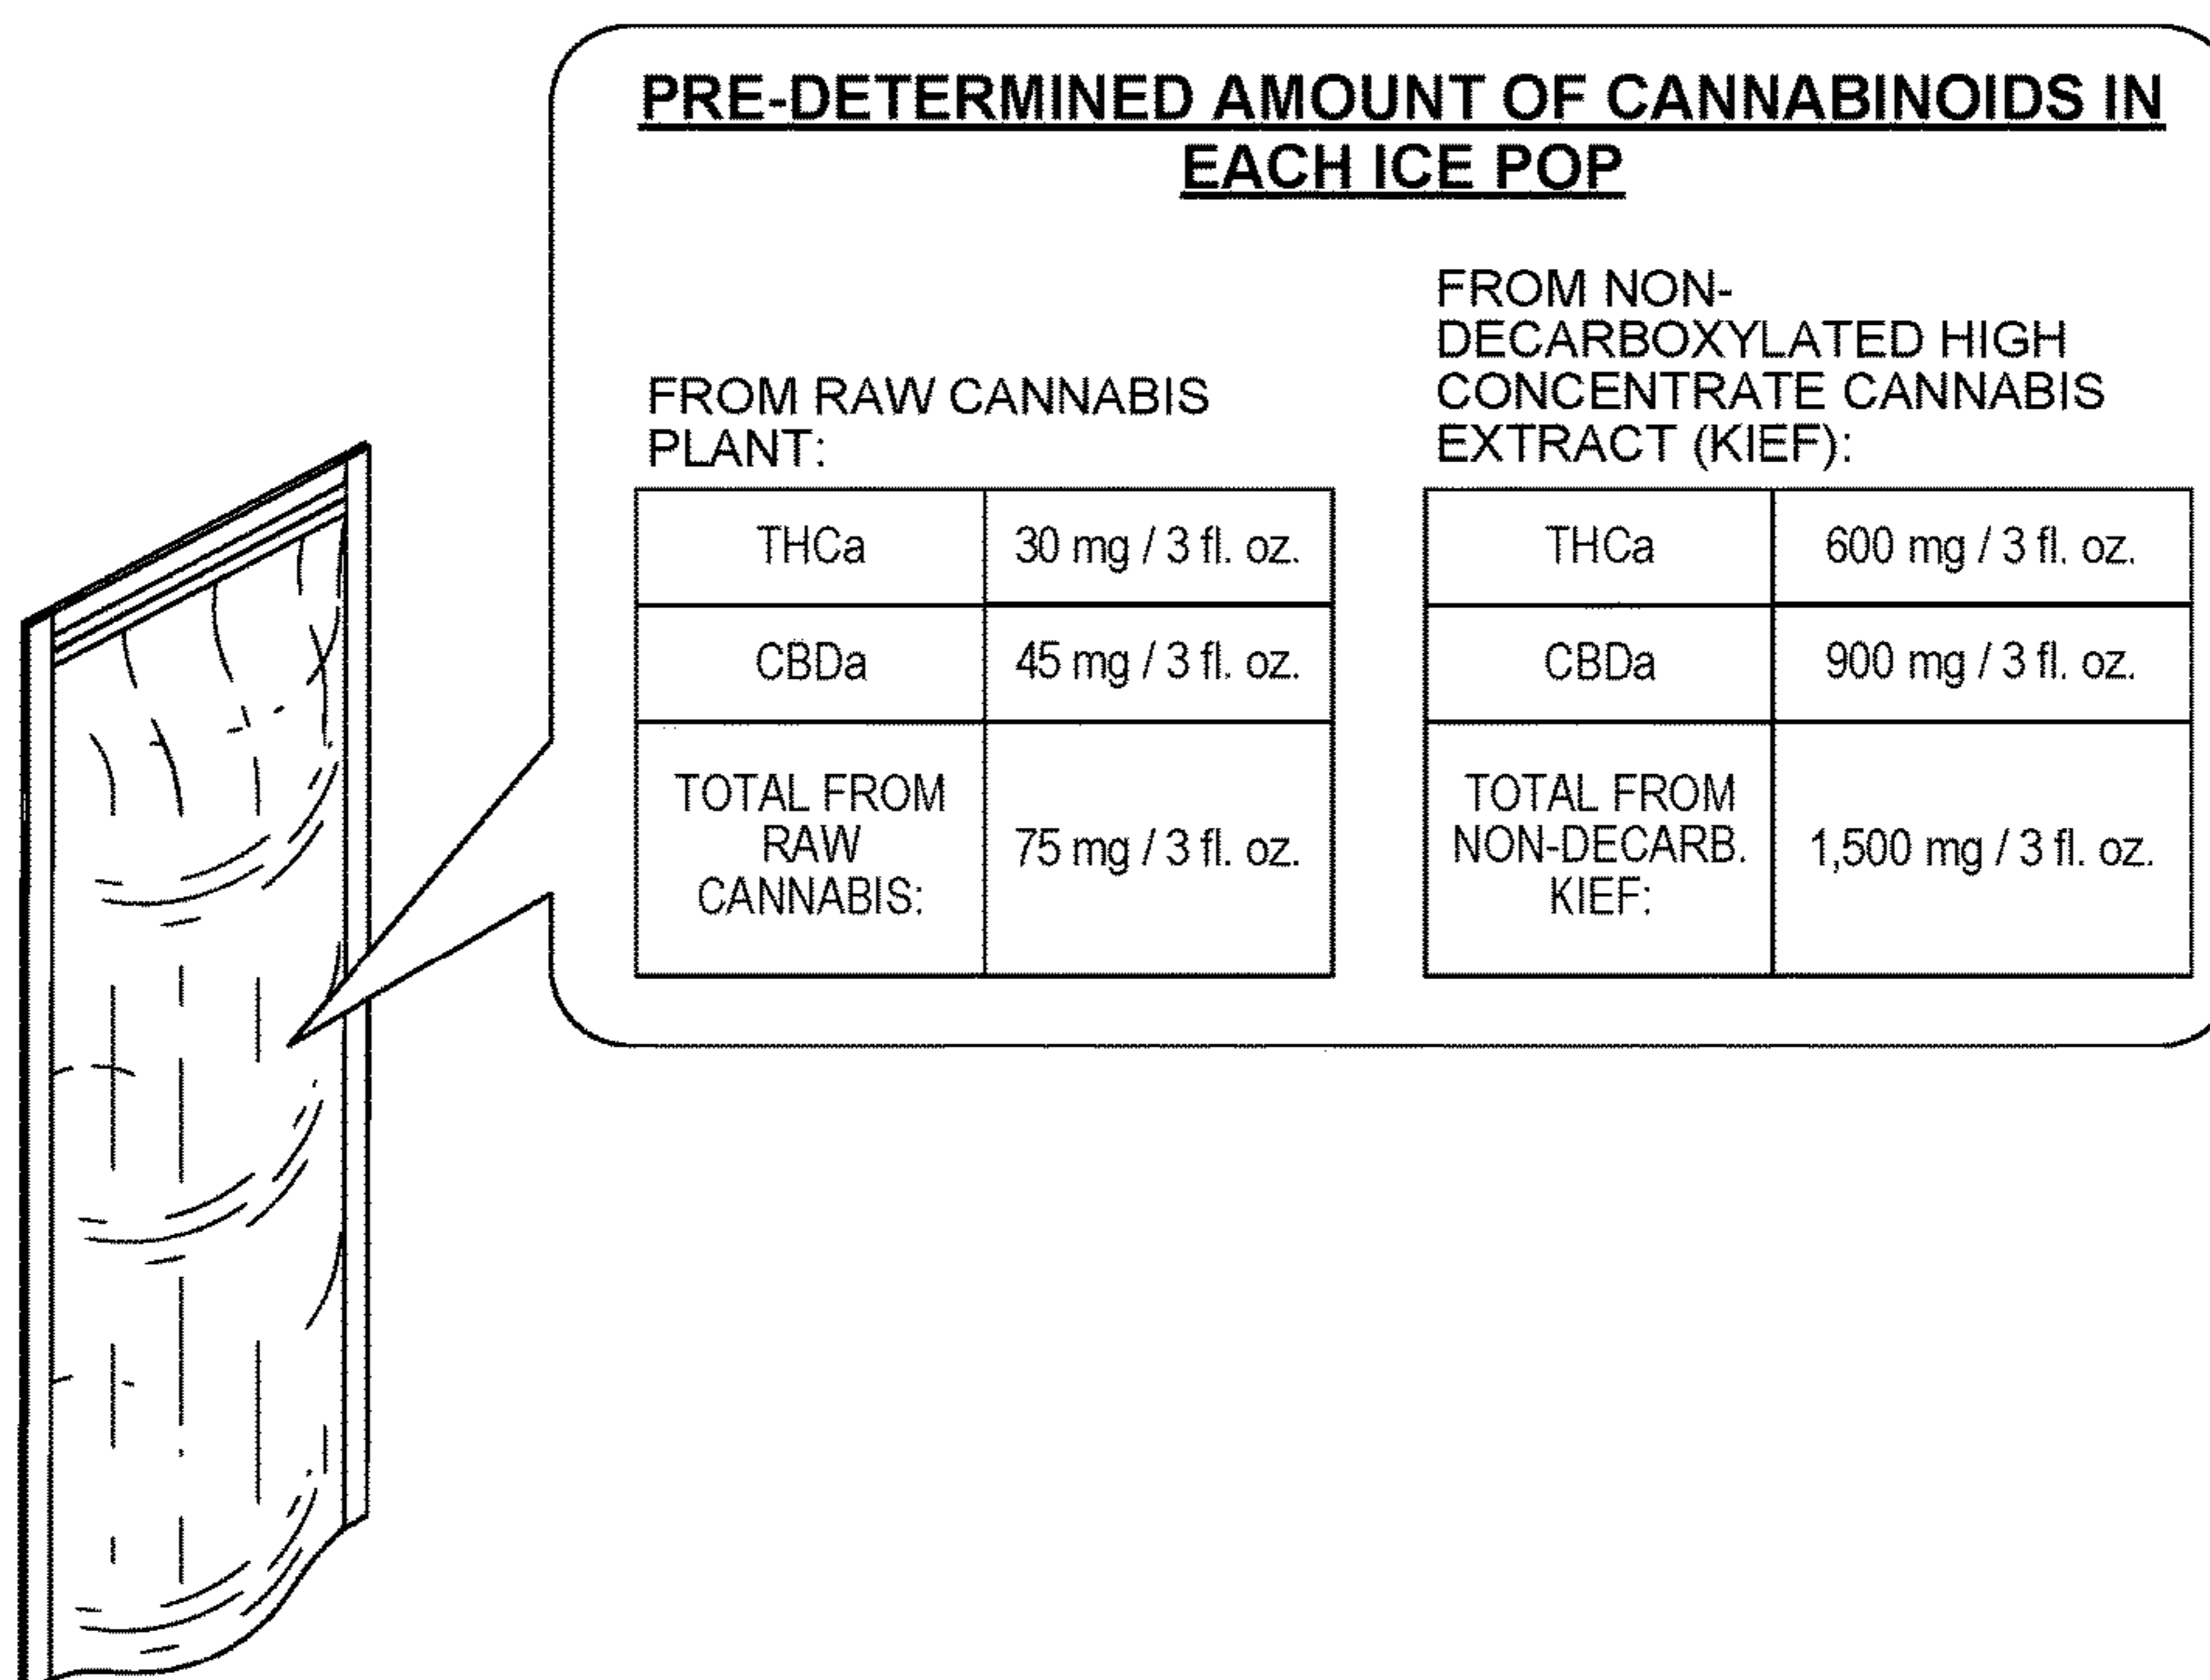 PRE-DETERMINED AMOUNT OF CANNABINOIDS IN
EACH ICE POP
FROM RAW CANNABIS
PLANT:
THCa 30 mg / 3 fl. oz.
CBDa 45 mg / 3 fl. oz.
TOTAL FROM
RAW
CANNABIS:
75 mg / 3 fl. oz.
FROM NON-
DECARBOXYLATED HIGH
CONCENTRATE CANNABIS
EXTRACT (KIEF):
THCa 600 mg / 3 fl. oz.
CBDa 900 mg / 3 fl. oz.
TOTAL FROM
NON-DECARB.
KIEF:
1,500 mg / 3 fl. oz.